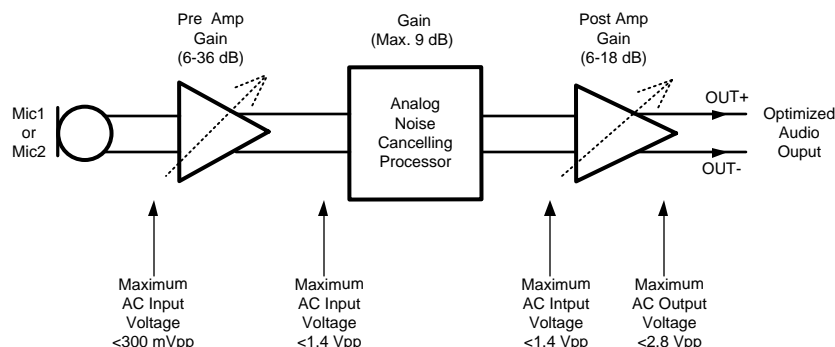 Pre Amp
Gain
(6-36 dB)
Gain
(Max. 9 dB)
Post Amp
Gain
(6-18 dB)
Mic1
or
Mic2
Analog
Noise
Cancelling
Processor
OUT+
OUT-
Optimized
Audio
Ouput
Maximum
AC Input
Voltage
<300 mVpp
Maximum
AC Input
Voltage
<1.4 Vpp
Maximum
AC Intput
Voltage
<1.4 Vpp
Maximum
AC Output
Voltage
<2.8 Vpp